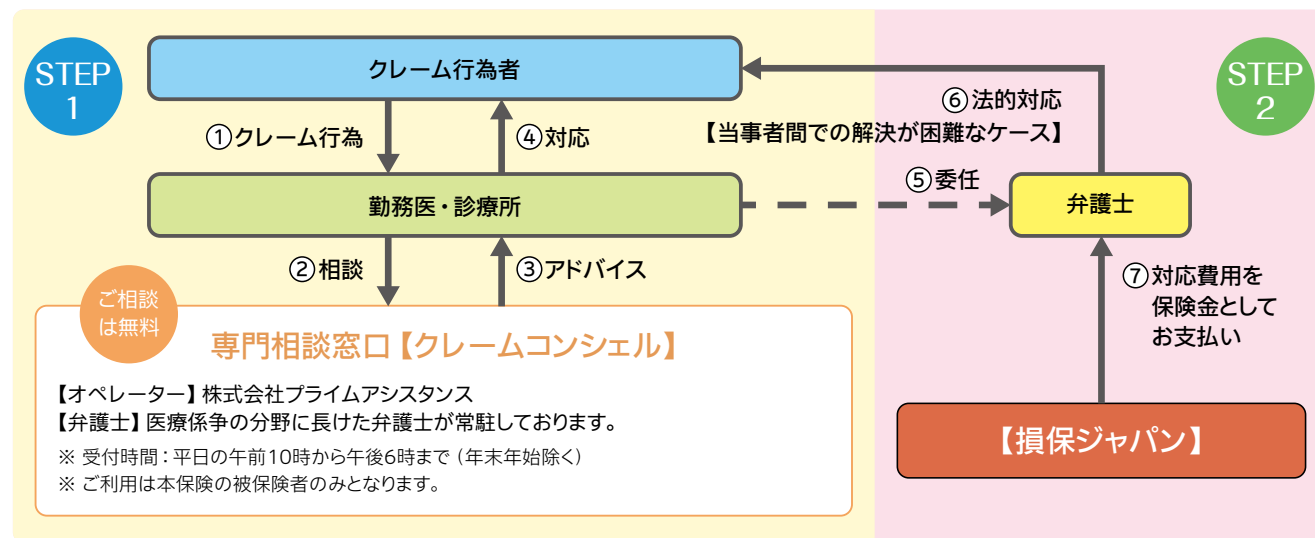 STEP
1
クレーム行為者
STEP
2
①クレーム行為
④対応
⑥法的対応
【当事者間での解決が困難なケース】
勤務医・診療所
⑤委任
弁護士
②相談
③アドバイス
⑦対応費用を
保険金として
お支払い
ご相談
は無料
専門相談窓口【クレームコンシェル】
【オペレーター】株式会社プライムアシスタンス
【弁護士】医療係争の分野に長けた弁護士が常駐しております。
※ 受付時間：平日の午前10時から午後6時まで（年末年始除く）
※ ご利用は本保険の被保険者のみとなります。
【損保ジャパン】